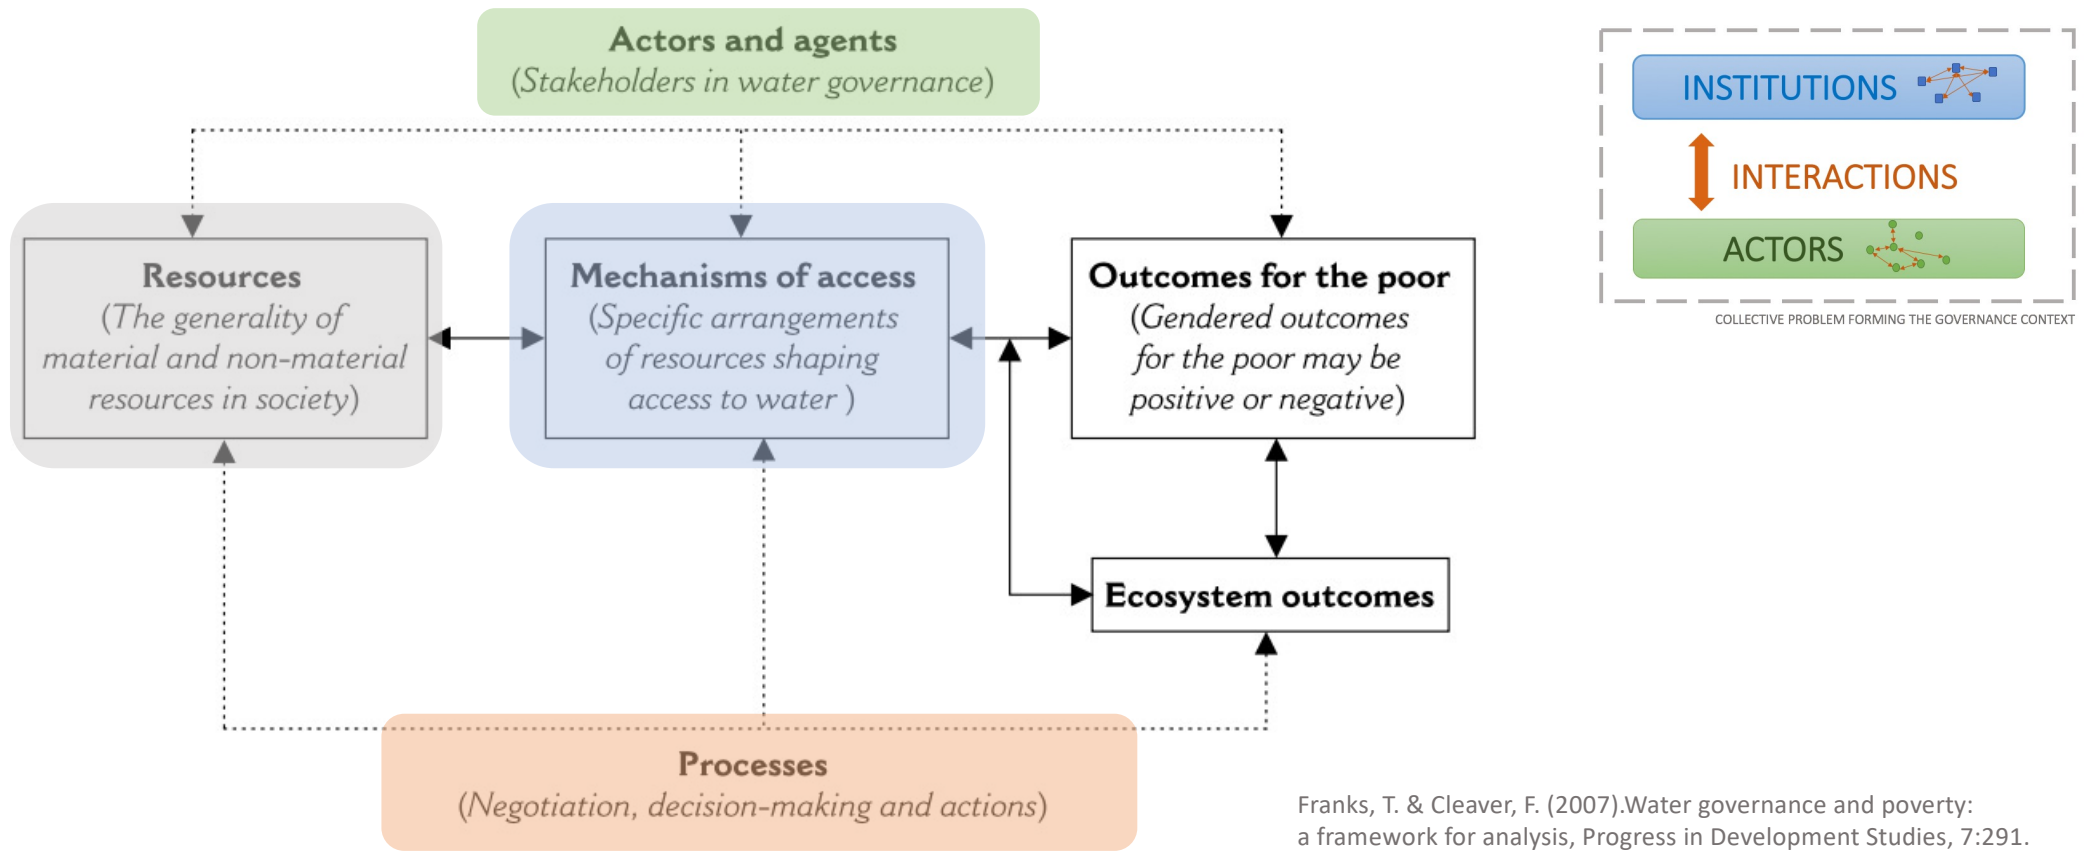 Actors and agents
(Stakeholders in water governance)
INSTITUTIONS
INTERACTIONS
ACTORS
COLLECTIVE PROBLEM FORMING THE GOVERNANCE CONTEXT
Resources
(The generality of
material and non-material
resources in society)
Mechanisms of access
(Specific arrangements
of resources shaping
access to water )
Outcomes for the poor
(Gendered outcomes
for the poor may be
positive or negative)
Ecosystem outcomes
Processes
(Negotiation, decision-making and actions)
Franks, T. & Cleaver, F. (2007).Water governance and poverty:
a framework for analysis, Progress in Development Studies, 7:291.